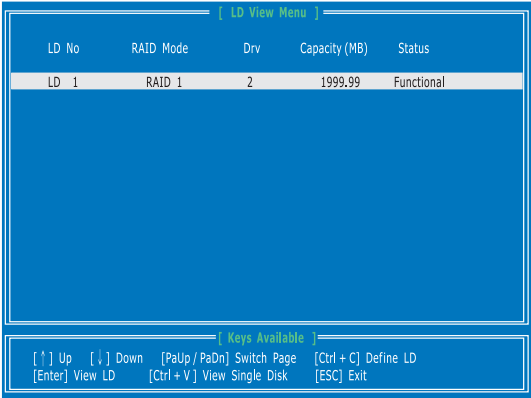 [ LD View Menu ]
LD No RAID Mode Drv Capacity (MB) Status
LD 1 RAID 1 2 1999.99 Functional
[ Keys Available ]
[↑] Up [↓] Down [PaUp / PaDn] Switch Page [Ctrl + C] Define LD
[Enter] View LD [Ctrl + V ] View Single Disk [ESC] Exit